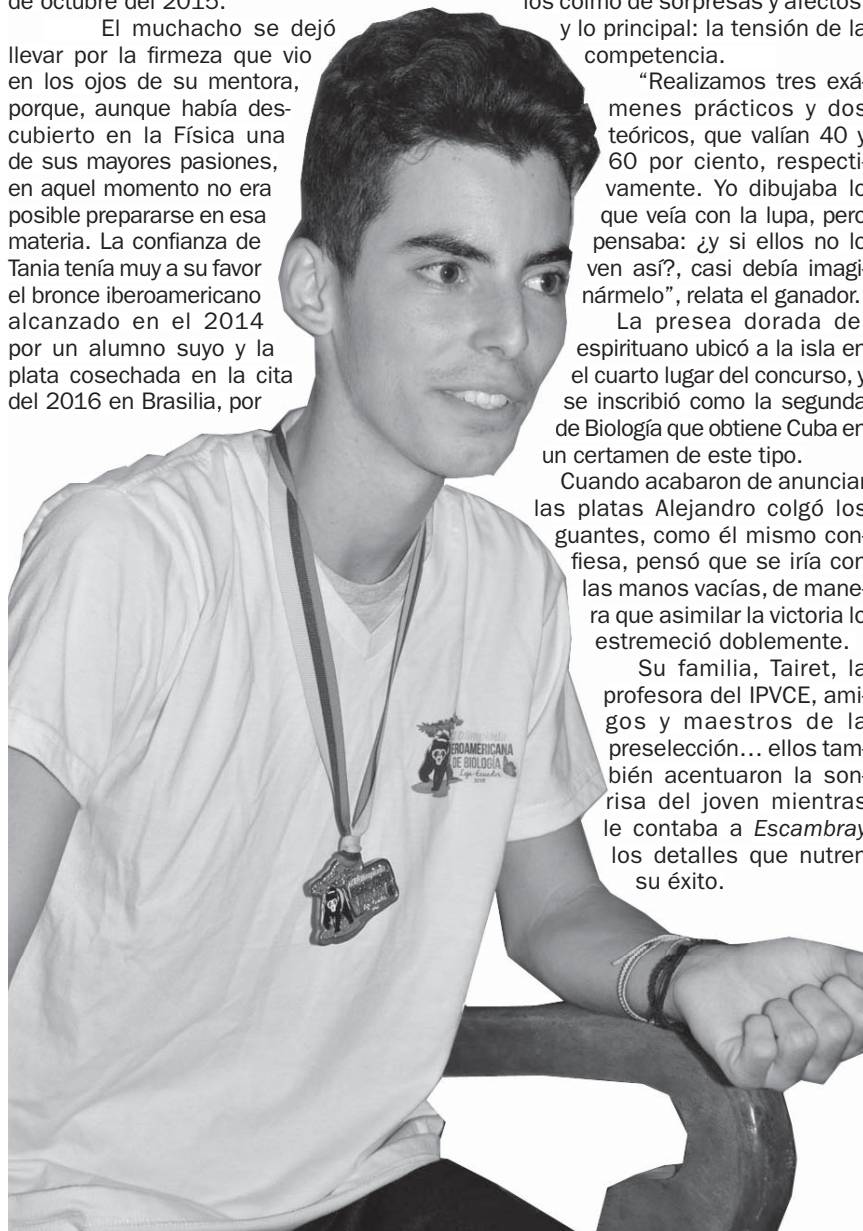 de octubre del 2015.
El muchacho se dejó
llevar por la firmeza que vio
en los ojos de su mentora,
porque, aunque había des-
cubierto en la Física una
de sus mayores pasiones,
en aquel momento no era
posible prepararse en esa
materia. La confianza de
Tania tenía muy a su favor
el bronce iberoamericano
alcanzado en el 2014
por un alumno suyo y la
plata cosechada en la cita
del 2016 en Brasilia, por
los colmó de sorpresas y afectos
y lo principal: la tensión de la
competencia.
“Realizamos tres exá-
menes prácticos y dos
teóricos, que valían 40 y
60 por ciento, respecti-
vamente. Yo dibujaba lo
que veía con la lupa, pero
pensaba: ¿y si ellos no lo
ven así?, casi debía imagi-
nármelo”, relata el ganador.
La presea dorada de
espirituano ubicó a la isla en
el cuarto lugar del concurso, y
se inscribió como la segunda
de Biología que obtiene Cuba en
un certamen de este tipo.
Cuando acabaron de anunciar
las platas Alejandro colgó los
guantes, como él mismo con-
fiesa, pensó que se iría con
las manos vacías, de mane-
ra que asimilar la victoria lo
estremeció doblemente.
Su familia, Tairet, la
profesora del IPVCE, ami-
gos y maestros de la
preselección… ellos tam-
bién acentuaron la son-
risa del joven mientras
le contaba a Escambray
los detalles que nutren
su éxito.
Olimpiada
IBEROAMERICANA
DE BIOLOGÍA
Loja-Ecuador